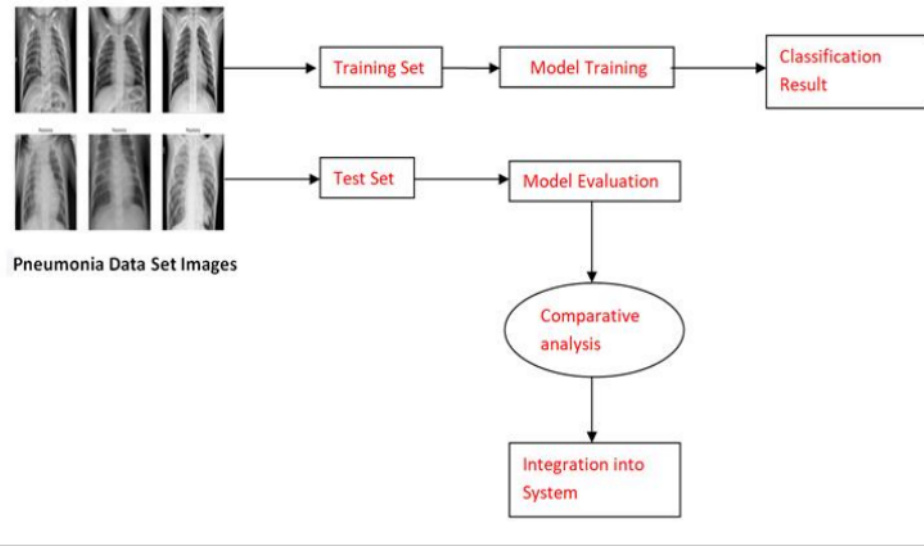 Training Set
Model Training
Classification
Result
Test Set
Model Evaluation
Pneumonia Data Set Images
Comparative
analysis
Integration into
System